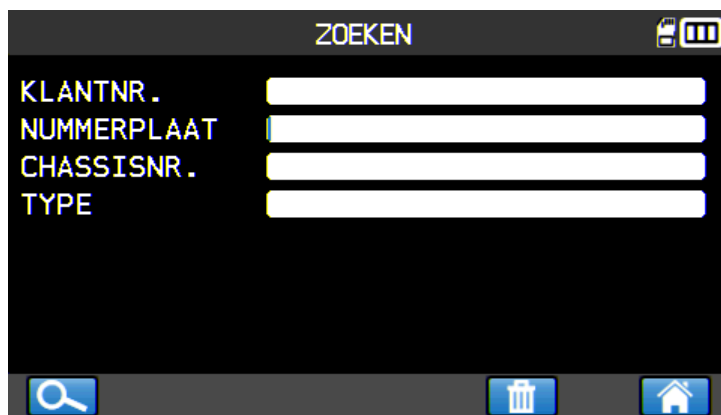 ZOEKEN
KLANTNR.
NUMMERPLAAT
CHASSISNR.
TYPE